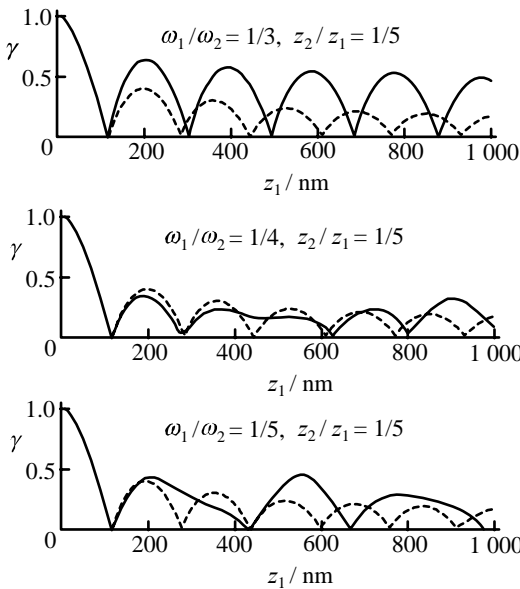 1.0
ω₁/ω₂ = 1/3, z₂/z₁ = 1/5
γ
0.5
0
200 400 600 800 1 000
z₁ / nm
1.0
ω₁/ω₂ = 1/4, z₂/z₁ = 1/5
γ
0.5
0
200 400 600 800 1 000
z₁ / nm
1.0
ω₁/ω₂ = 1/5, z₂/z₁ = 1/5
γ
0.5
0
200 400 600 800 1 000
z₁ / nm